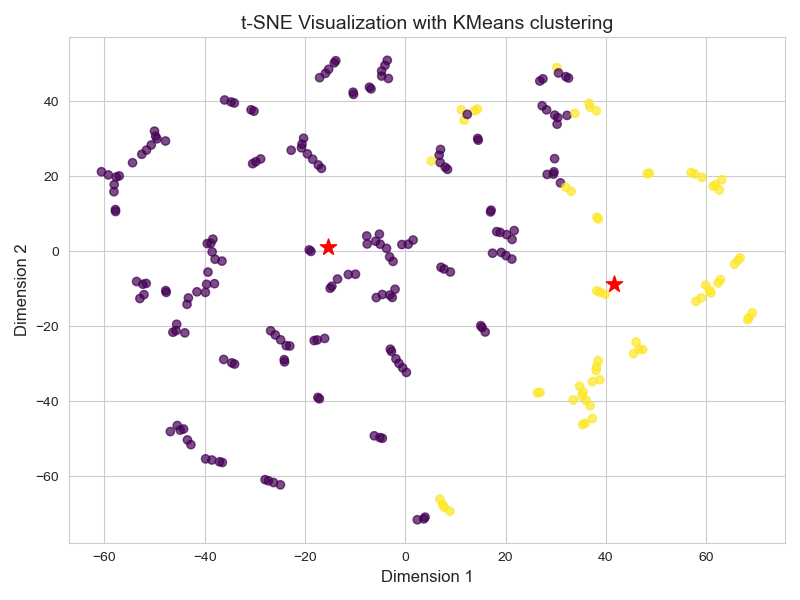 t-SNE Visualization with KMeans clustering
Dimension 2
40
20
0
−20
−40
−60
−60 −40 −20 0 20 40 60
Dimension 1